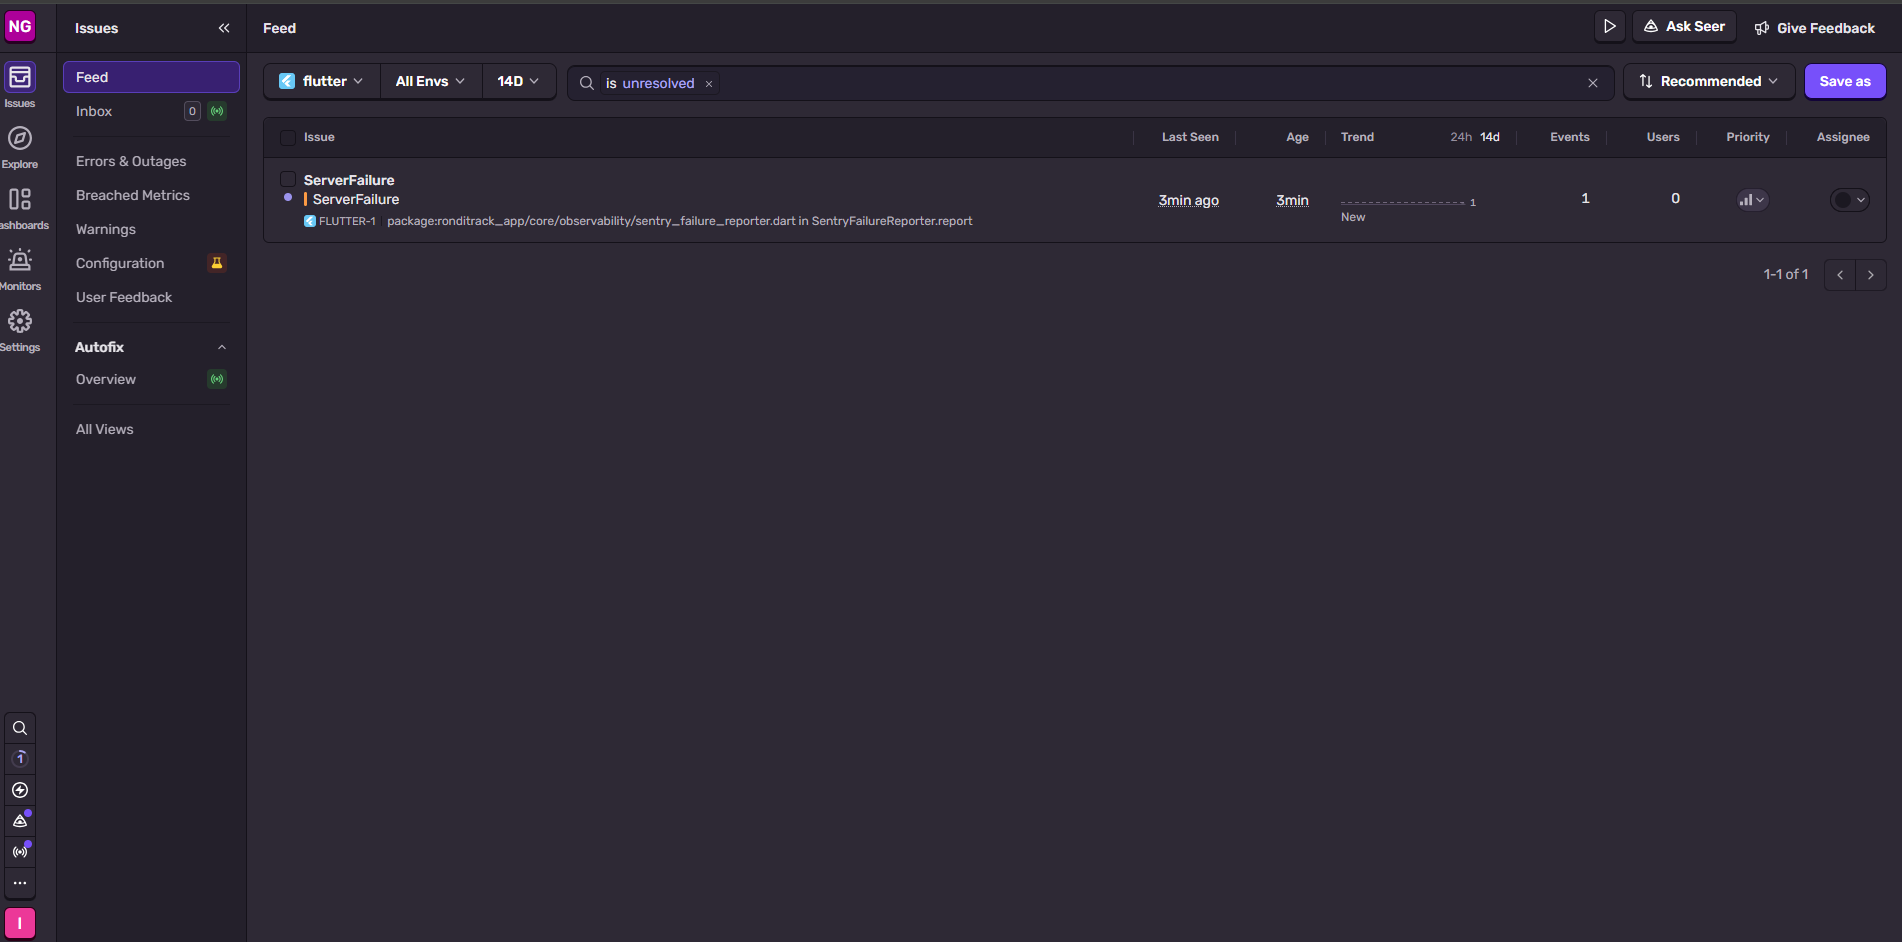 NG
Issues
Explore
ashboards
Monitors
Settings
1
I
Issues
Feed
Inbox 0
Errors & Outages
Breached Metrics
Warnings
Configuration
User Feedback
Autofix
Overview
All Views
Feed
Ask Seer
Give Feedback
flutter All Envs 14D
is unresolved ×
Recommended
Save as
Issue Last Seen Age Trend 24h 14d Events Users Priority Assignee
ServerFailure
ServerFailure
FLUTTER-1 package:ronditrack_app/core/observability/sentry_failure_reporter.dart in SentryFailureReporter.report
3min ago 3min 1 1 0
New
1-1 of 1